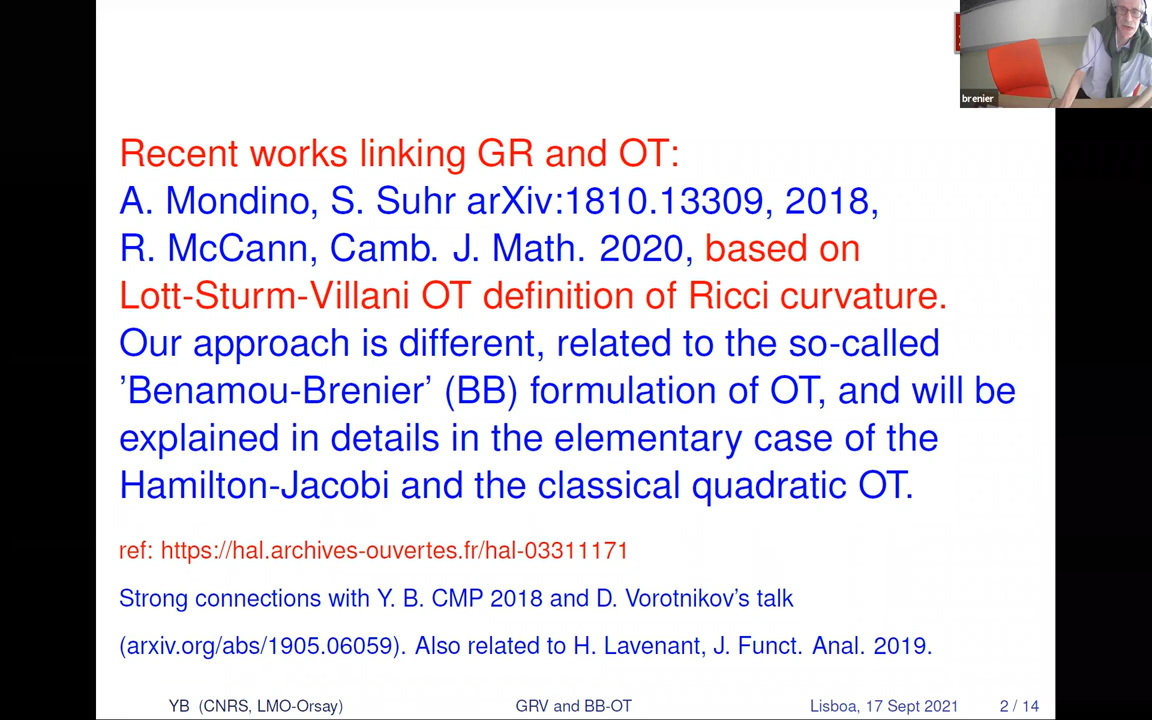 brenier
Recent works linking GR and OT:
A. Mondino, S. Suhr arXiv:1810.13309, 2018,
R. McCann, Camb. J. Math. 2020, based on
Lott-Sturm-Villani OT definition of Ricci curvature.
Our approach is different, related to the so-called
’Benamou-Brenier’ (BB) formulation of OT, and will be
explained in details in the elementary case of the
Hamilton-Jacobi and the classical quadratic OT.
ref: https://hal.archives-ouvertes.fr/hal-03311171
Strong connections with Y. B. CMP 2018 and D. Vorotnikov’s talk
(arxiv.org/abs/1905.06059). Also related to H. Lavenant, J. Funct. Anal. 2019.
YB (CNRS, LMO-Orsay) GRV and BB-OT Lisboa, 17 Sept 2021 2 / 14